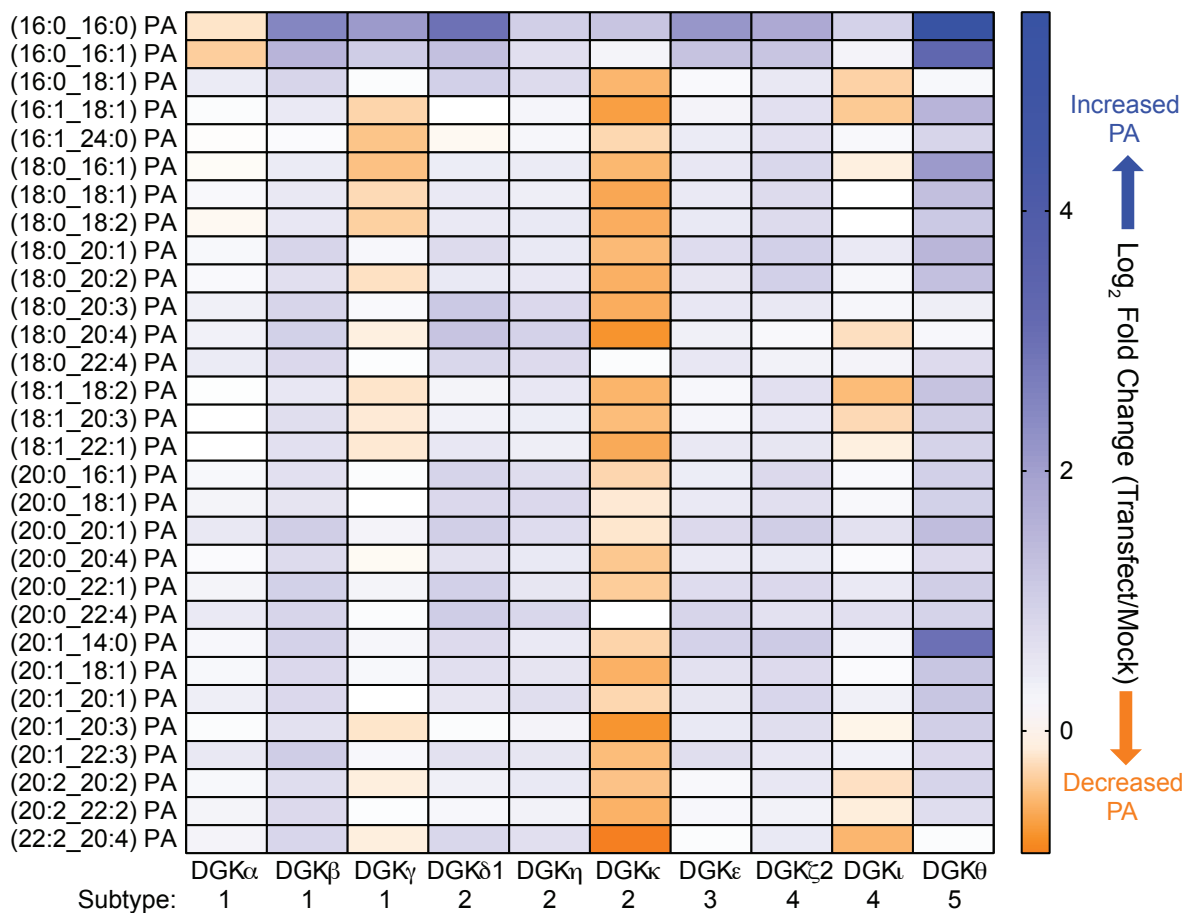 (16:0_16:0) PA
(16:0_16:1) PA
(16:0_18:1) PA
(16:1_18:1) PA
(16:1_24:0) PA
(18:0_16:1) PA
(18:0_18:1) PA
(18:0_18:2) PA
(18:0_20:1) PA
(18:0_20:2) PA
(18:0_20:3) PA
(18:0_20:4) PA
(18:0_22:4) PA
(18:1_18:2) PA
(18:1_20:3) PA
(18:1_22:1) PA
(20:0_16:1) PA
(20:0_18:1) PA
(20:0_20:1) PA
(20:0_20:4) PA
(20:0_22:1) PA
(20:0_22:4) PA
(20:1_14:0) PA
(20:1_18:1) PA
(20:1_20:1) PA
(20:1_20:3) PA
(20:1_22:3) PA
(20:2_20:2) PA
(20:2_22:2) PA
(22:2_20:4) PA
DGKα DGKβ DGKγ DGKδ1 DGKη DGKκ DGKε DGKζ2 DGKι DGKθ
Subtype: 1 1 1 2 2 2 3 4 4 5
4
2
0
Increased
PA
Log₂ Fold Change (Transfect/Mock)
Decreased
PA